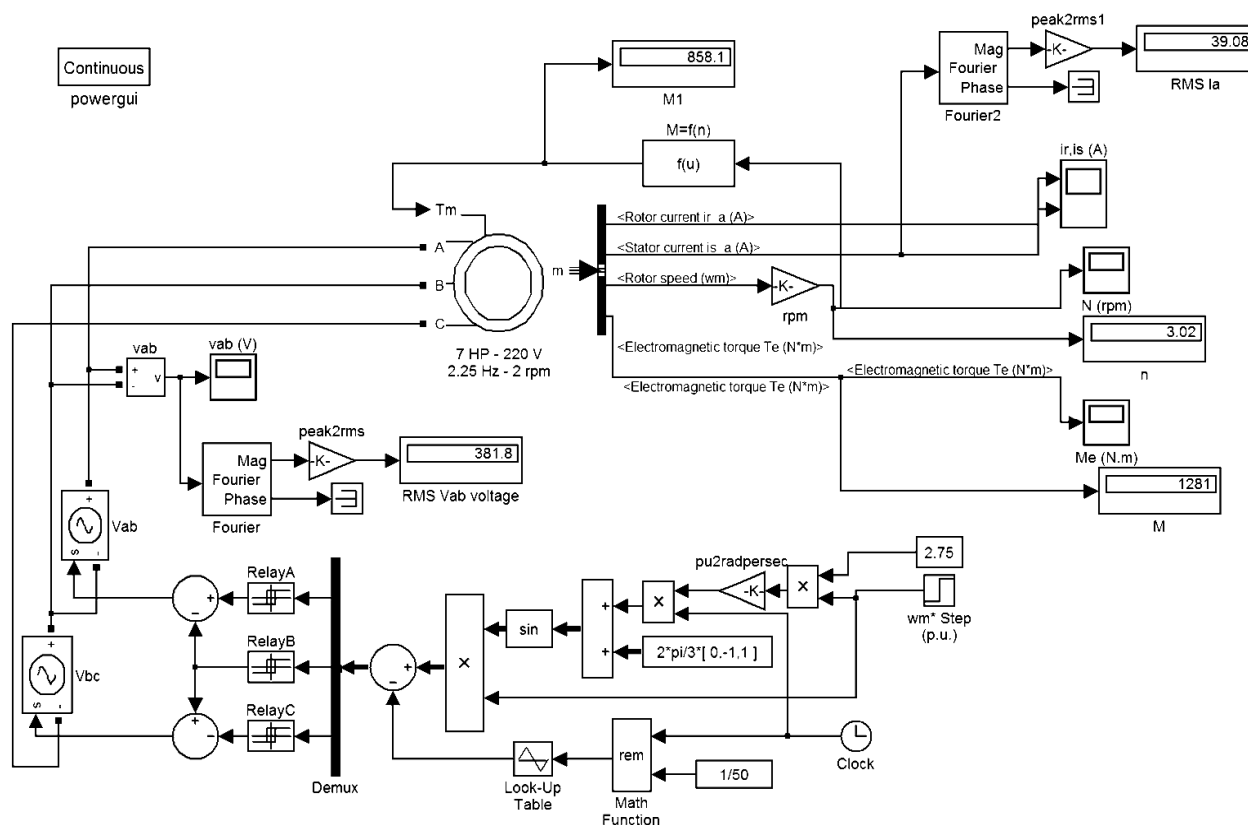 Continuous
powergui
858.1
M1
M=f(n)
f(u)
peak2rms1
-K-
39.08
RMS Ia
Mag
Fourier
Phase
Fourier2
ir,is (A)
Tm
A
B
C
m
<Rotor current ir a (A)>
<Stator current is a (A)>
<Rotor speed (wm)>
-K-
rpm
N (rpm)
3.02
n
<Electromagnetic torque Te (N*m)>
<Electromagnetic torque Te (N*m)>
<Electromagnetic torque Te (N*m)>
7 HP - 220 V
2.25 Hz - 2 rpm
Me (N.m)
1281
M
vab
+
-
v
vab (V)
peak2rms
-K-
381.8
RMS Vab voltage
Mag
Fourier
Phase
Fourier
+
s
-
Vab
+
s
-
Vbc
RelayA
+
-
RelayB
RelayC
+
-
Demux
+
-
×
sin
+
+
×
pu2radpersec
-K-
×
2.75
wm* Step
(p.u.)
2*pi/3*[ 0,-1,1 ]
Look-Up
Table
rem
Math
Function
1/50
Clock